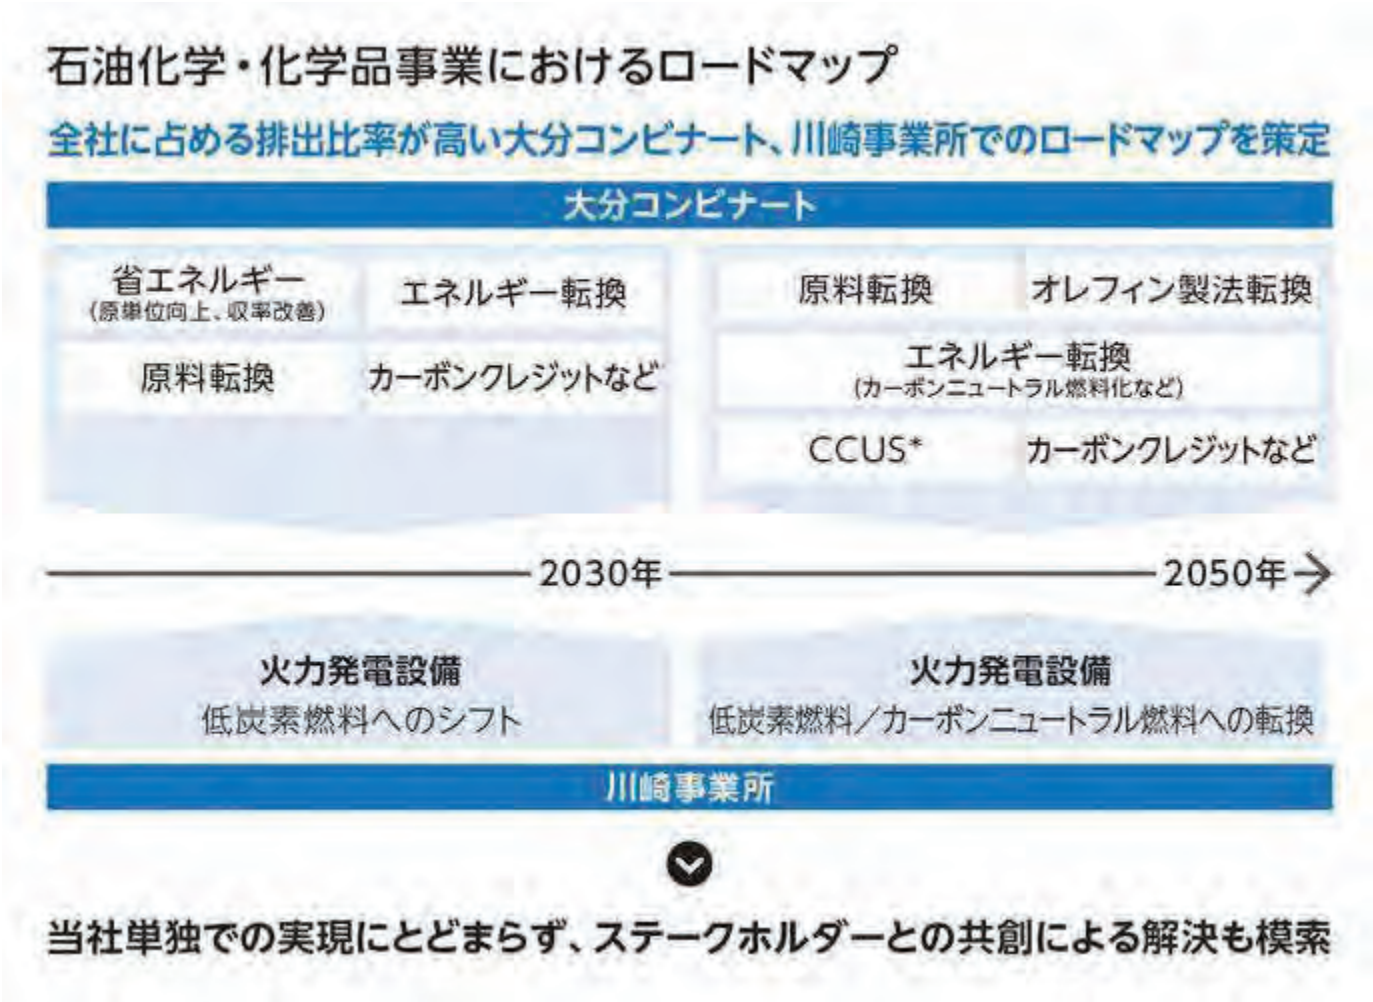 石油化学・化学品事業におけるロードマップ
全社に占める排出比率が高い大分コンビナート、川崎事業所でのロードマップを策定
大分コンビナート
省エネルギー
（原単位向上、収率改善）
エネルギー転換
原料転換
カーボンクレジットなど
原料転換
オレフィン製法転換
エネルギー転換
（カーボンニュートラル燃料化など）
CCUS*
カーボンクレジットなど
2030年
2050年
火力発電設備
低炭素燃料へのシフト
火力発電設備
低炭素燃料／カーボンニュートラル燃料への転換
川崎事業所
当社単独での実現にとどまらず、ステークホルダーとの共創による解決も模索